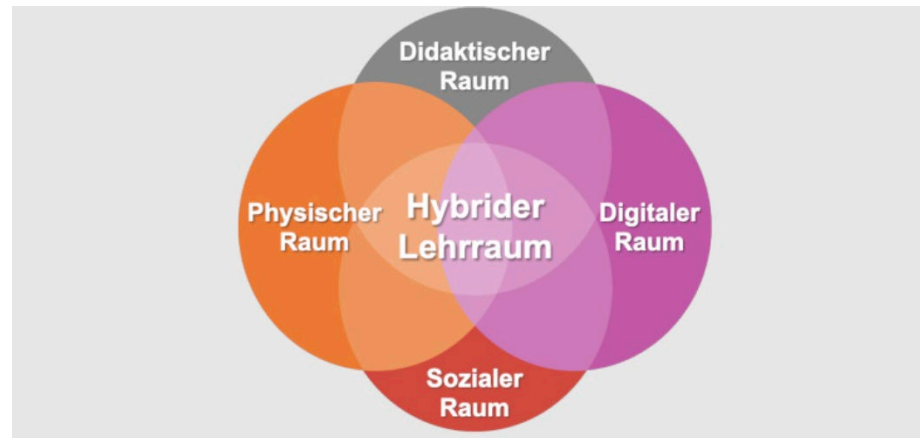 Didaktischer
Raum
Physischer
Raum
Hybrider
Lehrraum
Digitaler
Raum
Sozialer
Raum